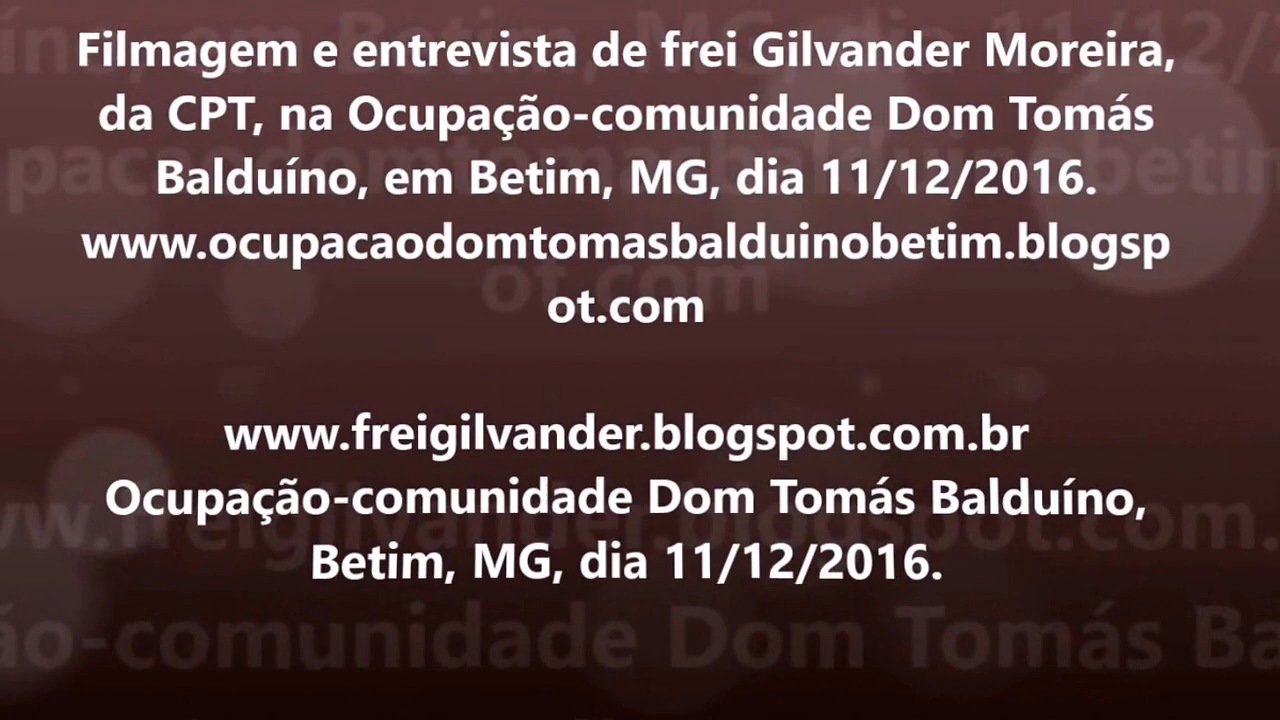 Filmagem e entrevista de frei Gilvander Moreira,
da CPT, na Ocupação-comunidade Dom Tomás
Balduíno, em Betim, MG, dia 11/12/2016.
www.ocupacaodomtomasbalduinobetim.blogsp
ot.com
www.freigilvander.blogspot.com.br
Ocupação-comunidade Dom Tomás Balduíno,
Betim, MG, dia 11/12/2016.